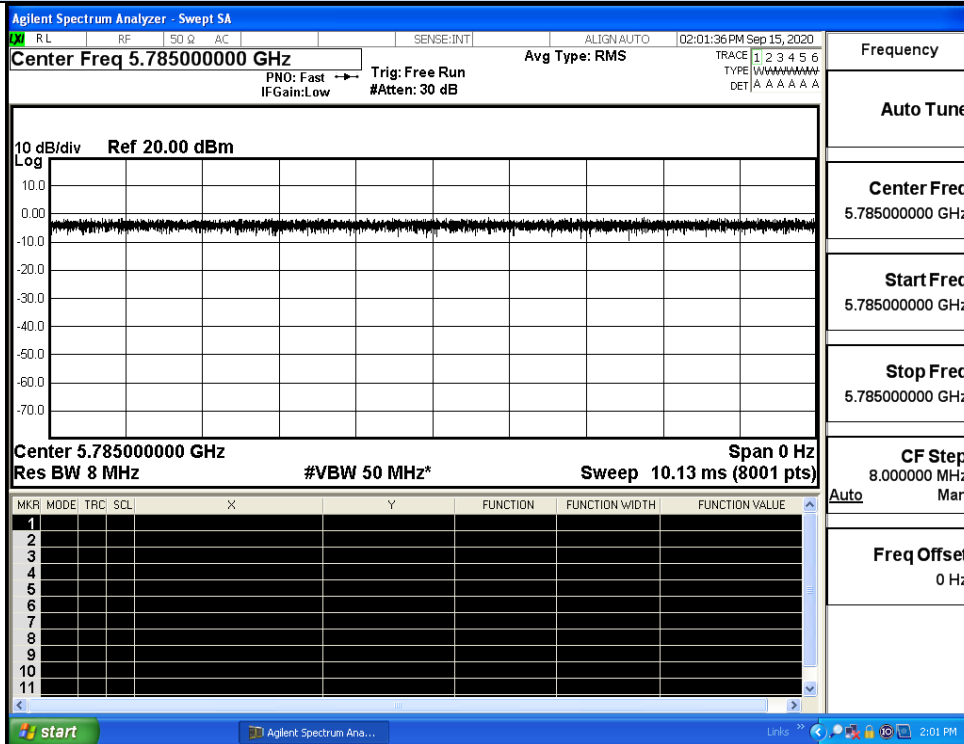 Agilent Spectrum Analyzer - Swept SA
LXI RL RF 50 Ω AC SENSE:INT ALIGN AUTO 02:01:36 PM Sep 15, 2020
Center Freq 5.785000000 GHz Avg Type: RMS TRACE 1 2 3 4 5 6
PNO: Fast Trig: Free Run TYPE WWWWWW
IFGain:Low #Atten: 30 dB DET A A A A A A
10 dB/div Ref 20.00 dBm
Log
10.0
0.00
-10.0
-20.0
-30.0
-40.0
-50.0
-60.0
-70.0
Center 5.785000000 GHz Span 0 Hz
Res BW 8 MHz #VBW 50 MHz* Sweep 10.13 ms (8001 pts)
MKR MODE TRC SCL X Y FUNCTION FUNCTION WIDTH FUNCTION VALUE
1
2
3
4
5
6
7
8
9
10
11
Frequency
Auto Tune
Center Freq
5.785000000 GHz
Start Freq
5.785000000 GHz
Stop Freq
5.785000000 GHz
CF Step
8.000000 MHz
Auto Man
Freq Offset
0 Hz
start Agilent Spectrum Ana... Links » 2:01 PM